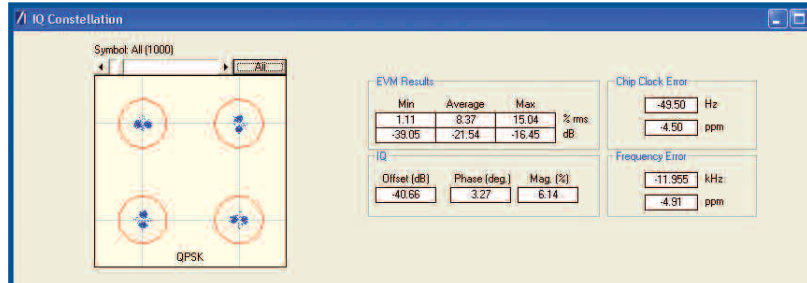 IQ Constellation
Symbol: All (1000)
All
QPSK
EVM Results
Min Average Max
1.11 8.37 15.04 % rms
-39.05 -21.54 -16.45 dB
IQ
Offset (dB) Phase (deg.) Mag. (%)
-40.66 3.27 6.14
Chip Clock Error
-49.50 Hz
-4.50 ppm
Frequency Error
-11.955 kHz
-4.91 ppm